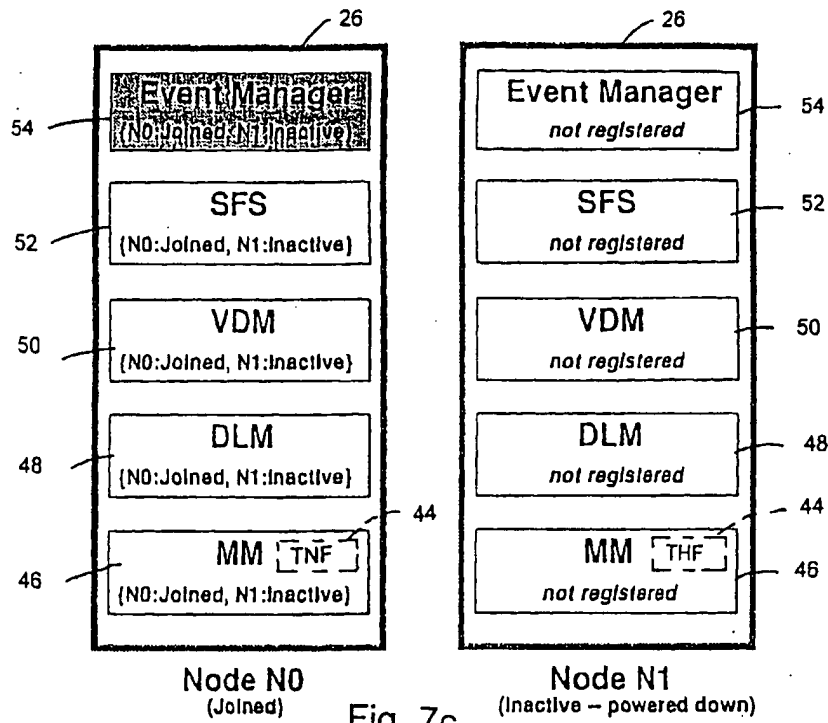 26
Event Manager
{N0:Joined, N1:Inactive}
54
SFS
{N0:Joined, N1:Inactive}
52
VDM
{N0:Joined, N1:Inactive}
50
DLM
{N0:Joined, N1:Inactive}
48
44
MM TNF
{N0:Joined, N1:Inactive}
46
Node N0
(Joined)
26
Event Manager
not registered
54
SFS
not registered
52
VDM
not registered
50
DLM
not registered
48
44
MM THF
not registered
46
Node N1
(Inactive – powered down)
Fig. 7c